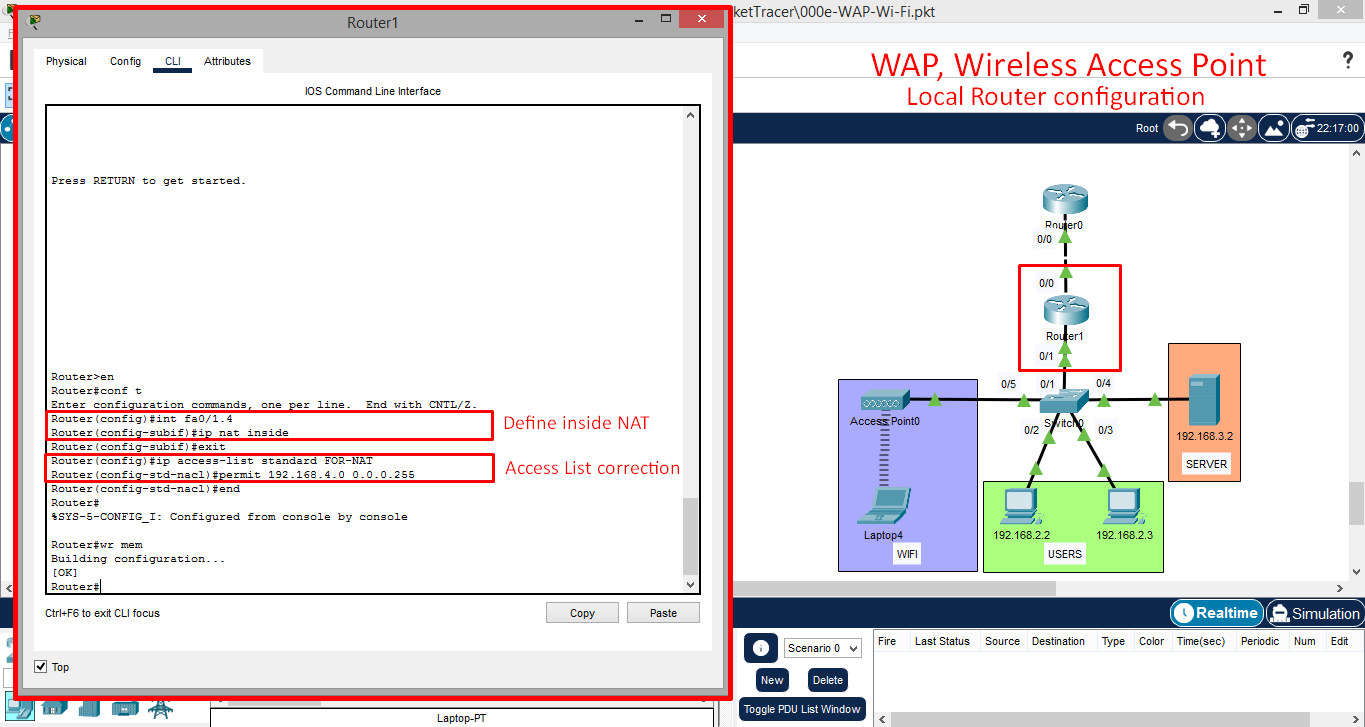 Router1
ketTracer\000e-WAP-Wi-Fi.pkt
Physical Config CLI Attributes
IOS Command Line Interface
WAP, Wireless Access Point
Local Router configuration
?
Root
22:17:00
Press RETURN to get started.
Router>en
Router#conf t
Enter configuration commands, one per line.  End with CNTL/Z.
Router(config)#int fa0/1.4
Router(config-subif)#ip nat inside
Router(config-subif)#exit
Router(config)#ip access-list standard FOR-NAT
Router(config-std-nacl)#permit 192.168.4.0 0.0.0.255
Router(config-std-nacl)#end
Router#
%SYS-5-CONFIG_I: Configured from console by console
Router#wr mem
Building configuration...
[OK]
Router#
Define inside NAT
Access List correction
Ctrl+F6 to exit CLI focus
Copy
Paste
Top
Router0
0/0
0/0
Router1
0/1
0/5
0/1
0/4
Access Point0
Switch0
0/2
0/3
192.168.3.2
SERVER
Laptop4
WIFI
192.168.2.2
192.168.2.3
USERS
Realtime
Simulation
Scenario 0
New
Delete
Toggle PDU List Window
Fire Last Status Source Destination Type Color Time(sec) Periodic Num Edit
Laptop-PT